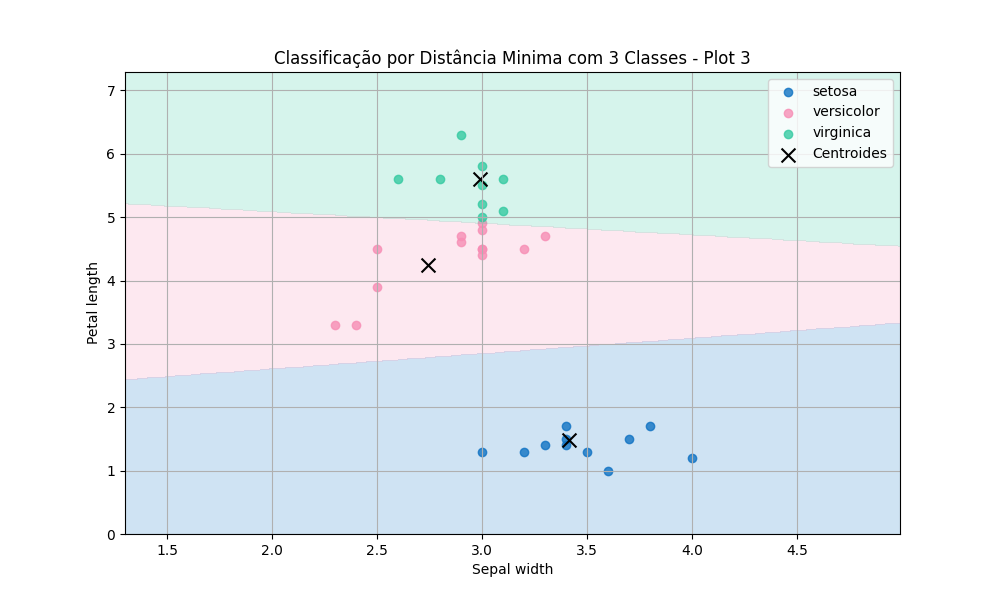 Classificação por Distância Minima com 3 Classes - Plot 3
setosa
versicolor
virginica
Centroides
Petal length
7
6
5
4
3
2
1
0
1.5 2.0 2.5 3.0 3.5 4.0 4.5
Sepal width